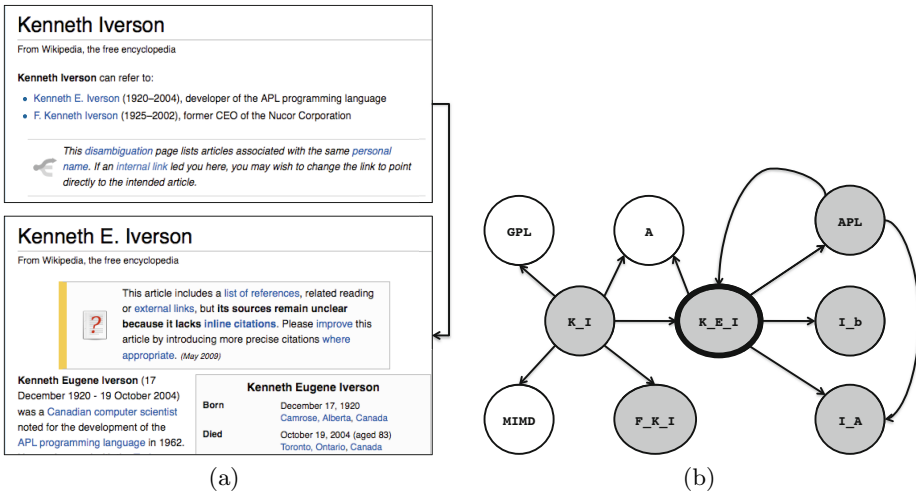 Kenneth Iverson
From Wikipedia, the free encyclopedia
Kenneth Iverson can refer to:
• Kenneth E. Iverson (1920–2004), developer of the APL programming language
• F. Kenneth Iverson (1925–2002), former CEO of the Nucor Corporation
This disambiguation page lists articles associated with the same personal
name. If an internal link led you here, you may wish to change the link to point
directly to the intended article.
Kenneth E. Iverson
From Wikipedia, the free encyclopedia
?
This article includes a list of references, related reading
or external links, but its sources remain unclear
because it lacks inline citations. Please improve this
article by introducing more precise citations where
appropriate. (May 2009)
Kenneth Eugene Iverson (17
December 1920 - 19 October 2004)
was a Canadian computer scientist
noted for the development of the
APL programming language in 1962.
Kenneth Eugene Iverson
Born December 17, 1920
Camrose, Alberta, Canada
Died October 19, 2004 (aged 83)
Toronto, Ontario, Canada
(a)
GPL
A
APL
K_I
K_E_I
I_b
MIMD
F_K_I
I_A
(b)